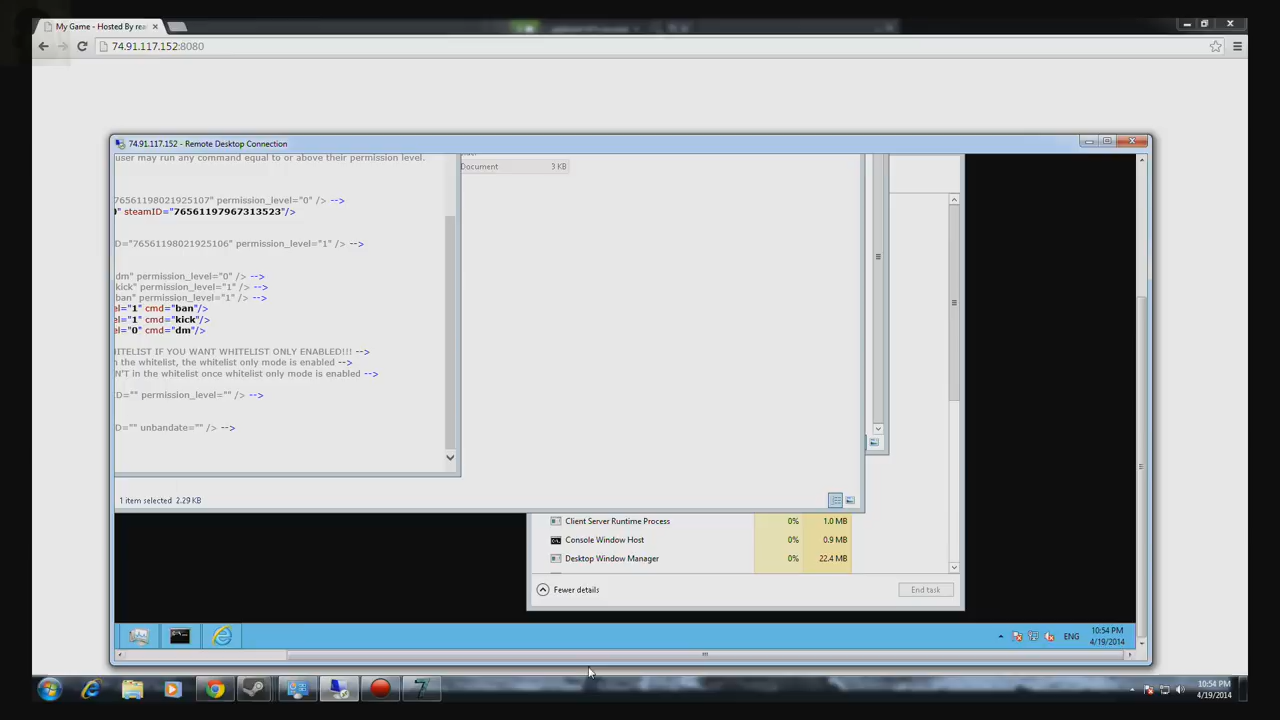 My Game - Hosted By rea
74.91.117.152:8080
74.91.117.152 - Remote Desktop Connection
user may run any command equal to or above their permission level.
Document 3 KB
76561198021925107" permission_level="0" /> -->
" steamID="76561197967313523"/>
D="76561198021925106" permission_level="1" /> -->
dm" permission_level="0" /> -->
kick" permission_level="1" /> -->
ban" permission_level="1" /> -->
el="1" cmd="ban"/>
el="1" cmd="kick"/>
el="0" cmd="dm"/>
HITELIST IF YOU WANT WHITELIST ONLY ENABLED!!! -->
n the whitelist, the whitelist only mode is enabled -->
N'T in the whitelist once whitelist only mode is enabled -->
ID="" permission_level="" /> -->
ID="" unbandate="" /> -->
1 item selected 2.29 KB
Client Server Runtime Process 0% 1.0 MB
Console Window Host 0% 0.9 MB
Desktop Window Manager 0% 22.4 MB
Fewer details End task
ENG 10:54 PM
4/19/2014
10:54 PM
4/19/2014